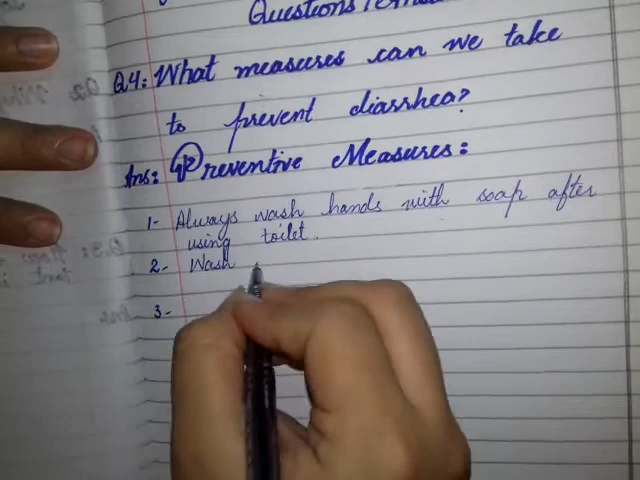 Questions
Q4: What measures can we take
to prevent diarrhea?
Ans: Preventive Measures:
1- Always wash hands with soap after
using toilet.
2- Wash
3-